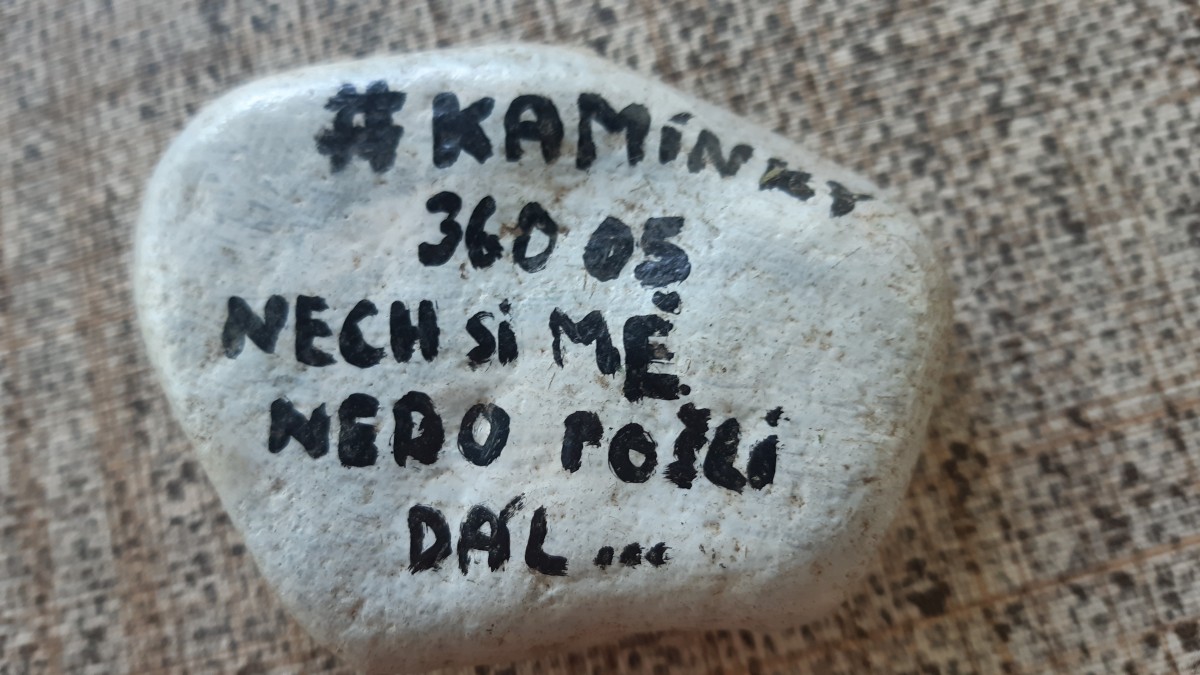 #KAMÍNKY
360 05
NECH Si MĚ
NEBO POŠLi
DÁL...